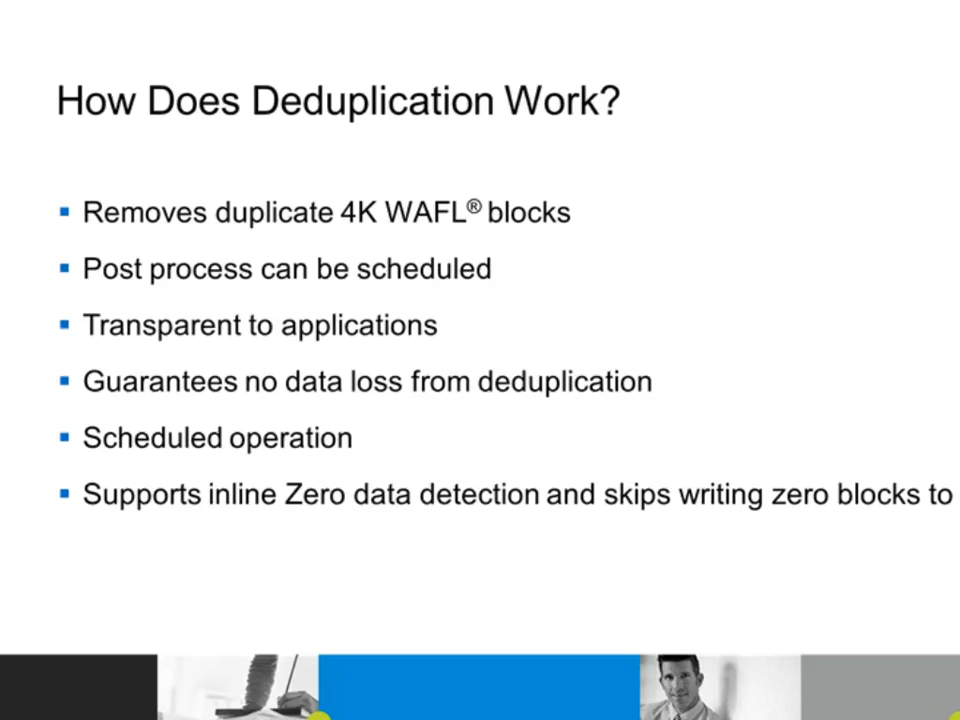 How Does Deduplication Work?
Removes duplicate 4K WAFL® blocks
Post process can be scheduled
Transparent to applications
Guarantees no data loss from deduplication
Scheduled operation
Supports inline Zero data detection and skips writing zero blocks to